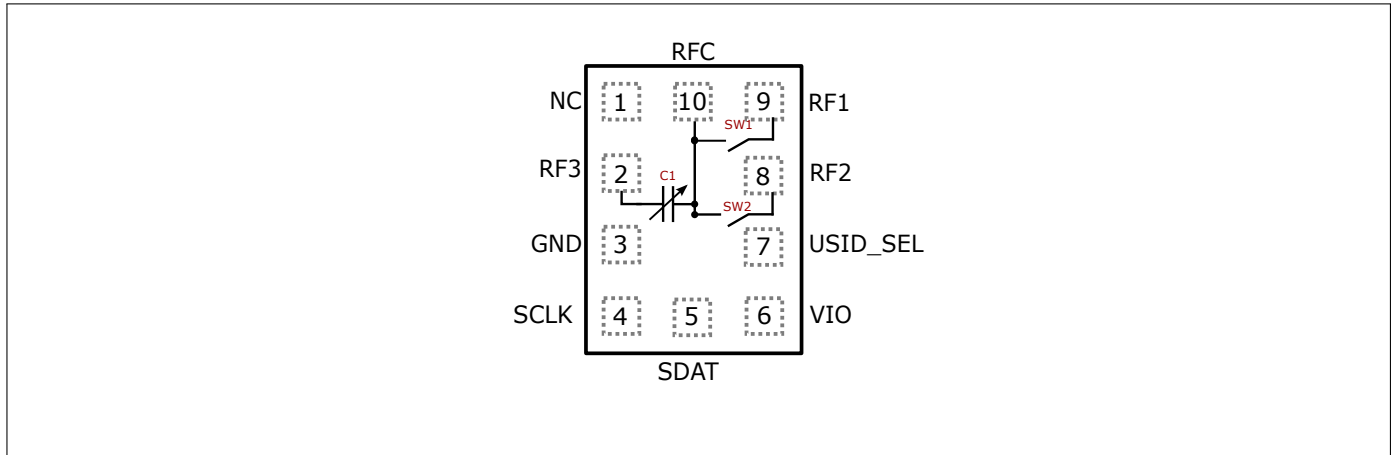 RFC
NC 1 10 9 RF1
SW1
RF3 2 C1 8 RF2
SW2
GND 3 7 USID_SEL
SCLK 4 5 6 VIO
SDAT